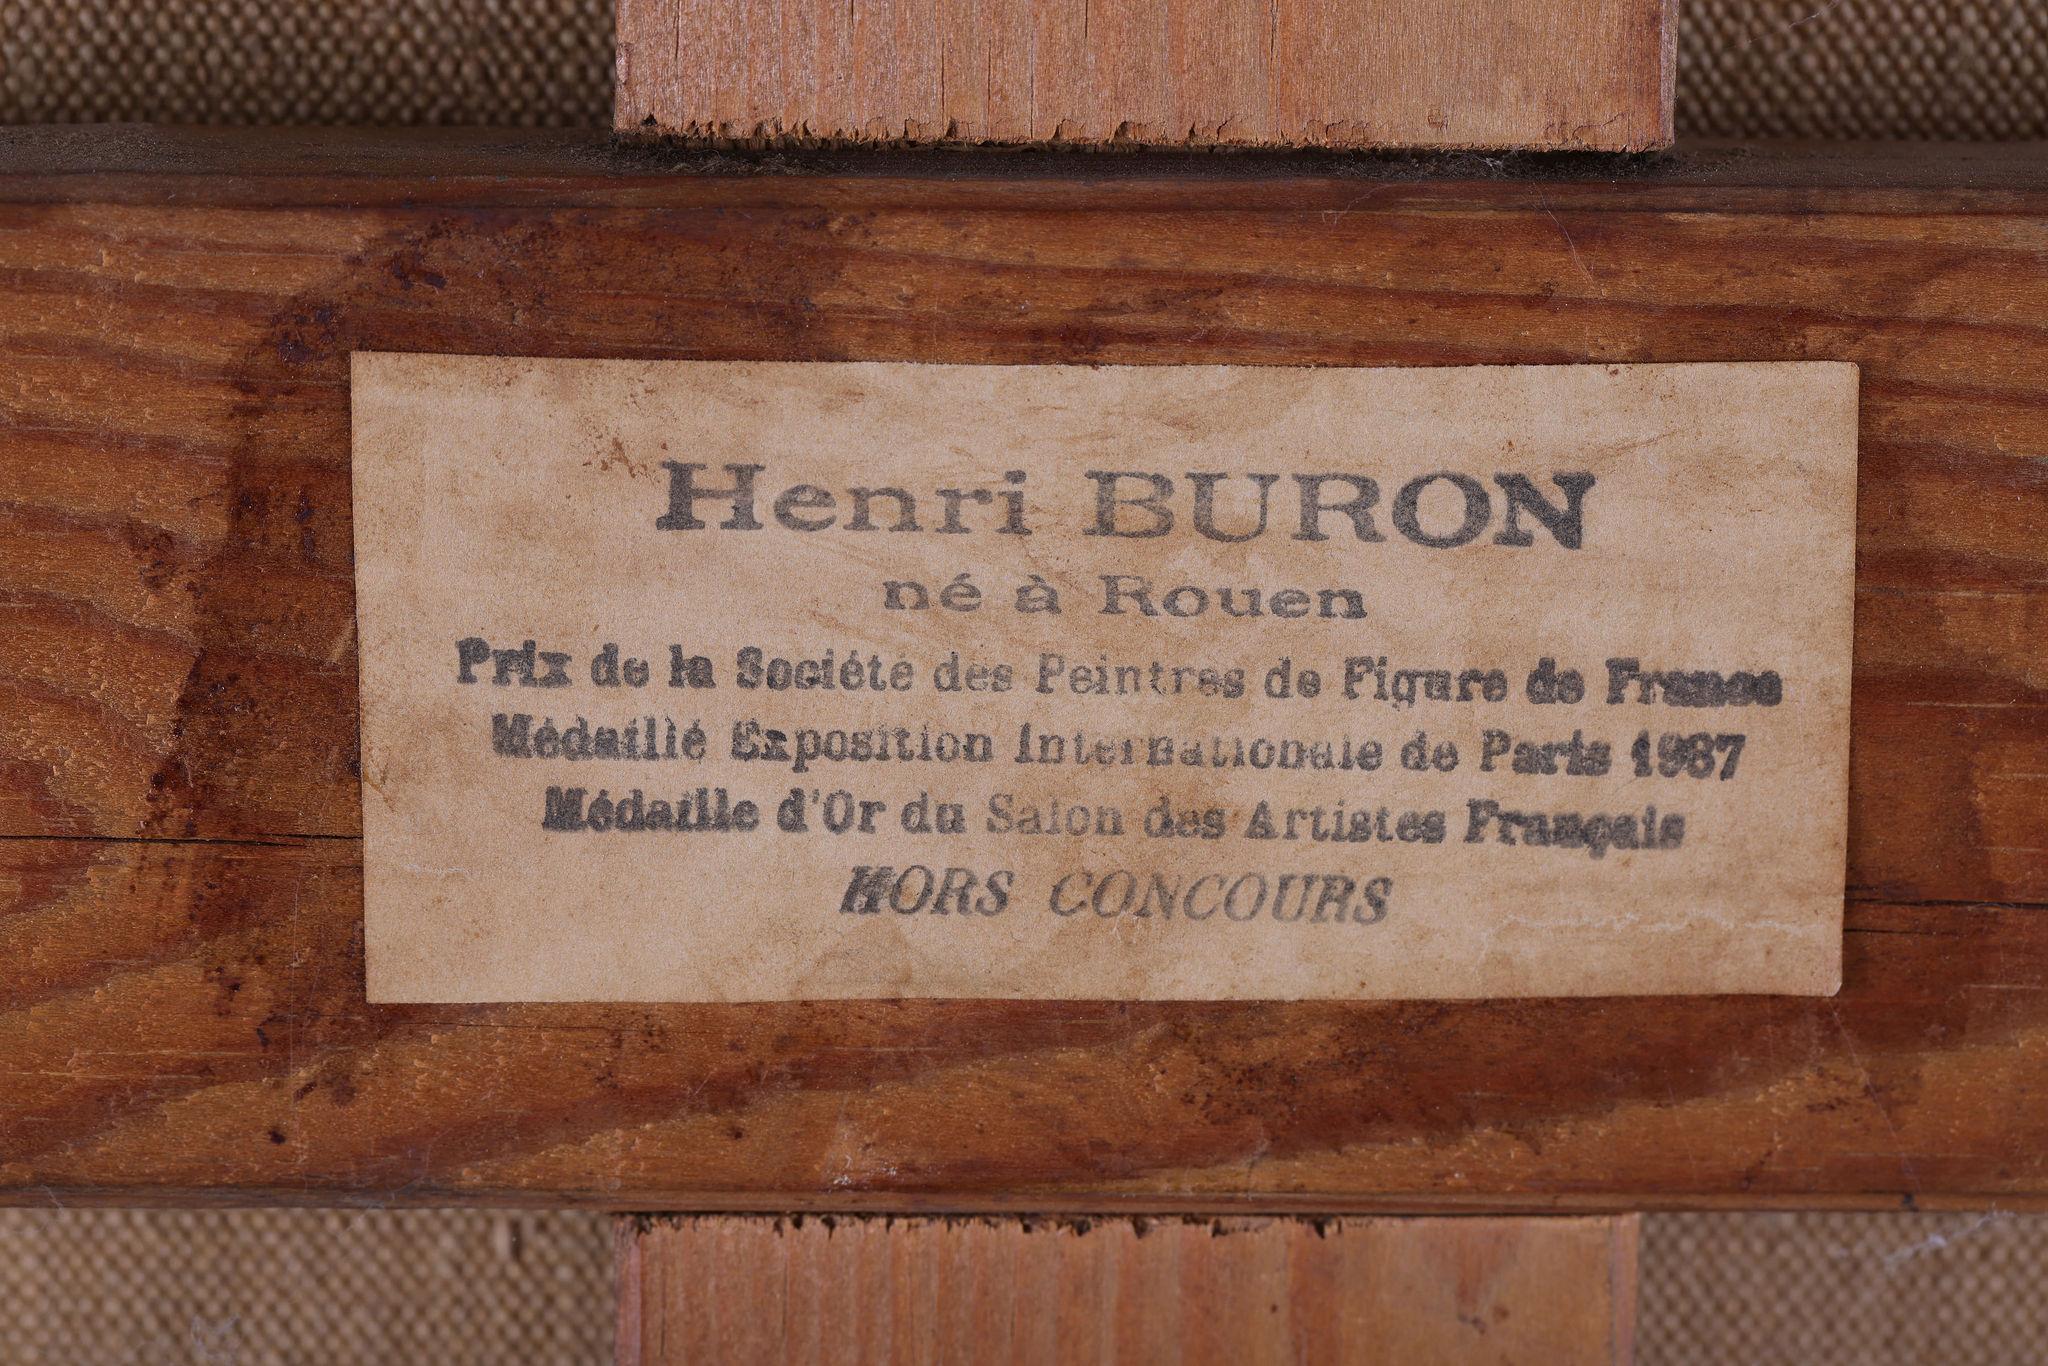 Henri BURON
né à Rouen
Prix de la Société des Peintres de Figure de France
Médaillé Exposition Internationale de Paris 1937
Médaille d'Or du Salon des Artistes Français
HORS CONCOURS